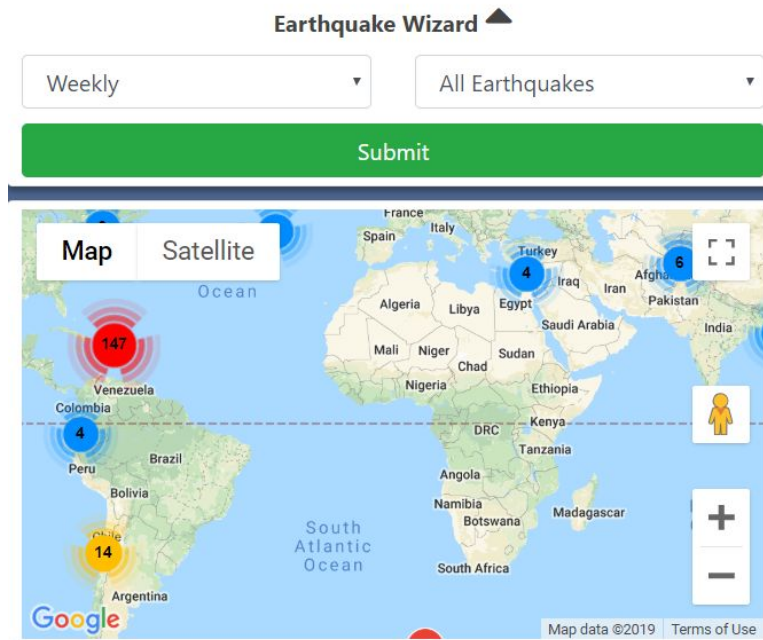 Earthquake Wizard
Weekly
All Earthquakes
Submit
France
Italy
Spain
Map
Satellite
Turkey
6
4
Iraq
Iran
Ocean
Algeria
Libya
Egypt
Pakistan
Saudi Arabia
India
147
Mali
Niger
Chad
Sudan
Venezuela
Nigeria
Ethiopia
Colombia
4
DRC
Kenya
Peru
Brazil
Tanzania
Bolivia
Angola
Namibia
Botswana
Madagascar
South
Atlantic
Ocean
Chile
14
South Africa
Argentina
Google
Map data ©2019
Terms of Use